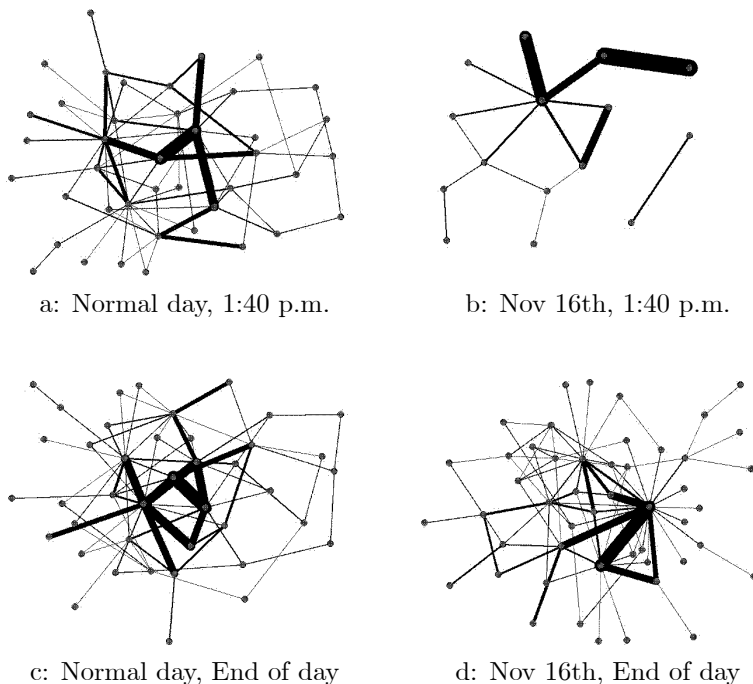 a: Normal day, 1:40 p.m.
b: Nov 16th, 1:40 p.m.
c: Normal day, End of day
d: Nov 16th, End of day